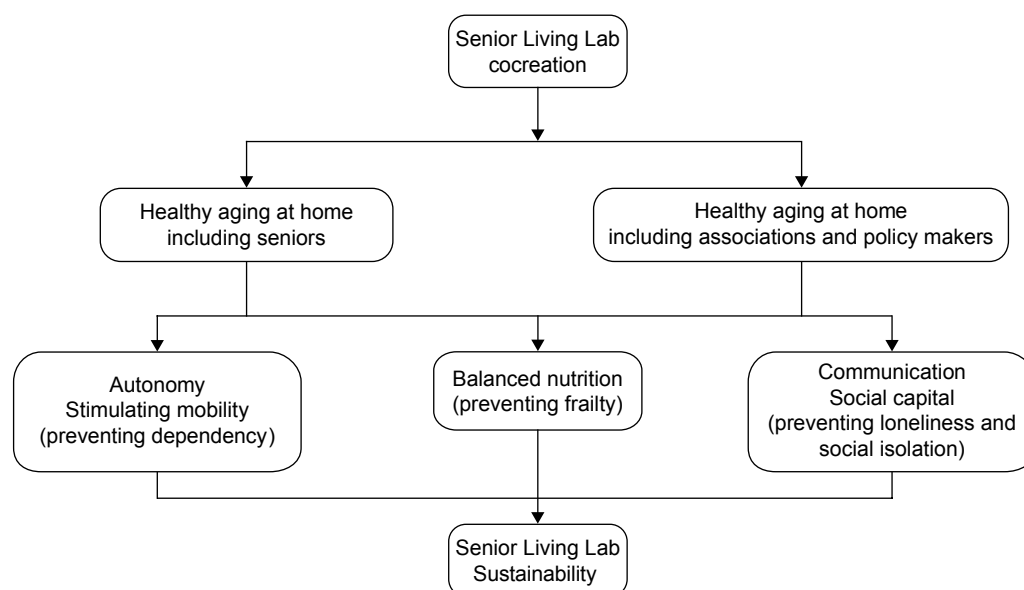 Senior Living Lab
cocreation
Healthy aging at home
including seniors
Healthy aging at home
including associations and policy makers
Autonomy
Stimulating mobility
(preventing dependency)
Balanced nutrition
(preventing frailty)
Communication
Social capital
(preventing loneliness and
social isolation)
Senior Living Lab
Sustainability